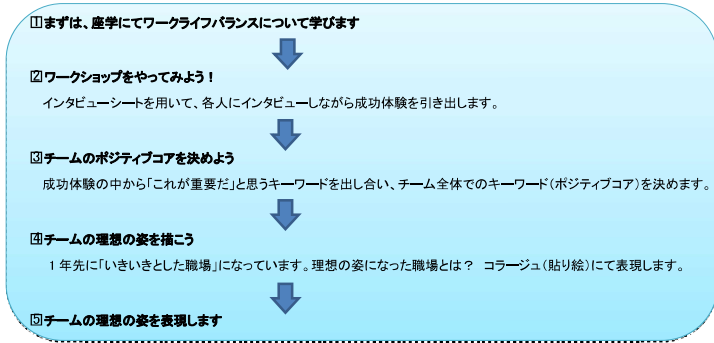 1まずは、座学にてワークライフバランスについて学びます
2ワークショップをやってみよう!
インタビューシートを用いて、各人にインタビューしながら成功体験を引き出します。
3チームのポジティブコアを決めよう
成功体験の中から「これが重要だ」と思うキーワードを出し合い、チーム全体でのキーワード(ポジティブコア)を決めます。
4チームの理想の姿を描こう
1年先に「いきいきとした職場」になっています。理想の姿になった職場とは? コラージュ(貼り絵)にて表現します。
5チームの理想の姿を表現します